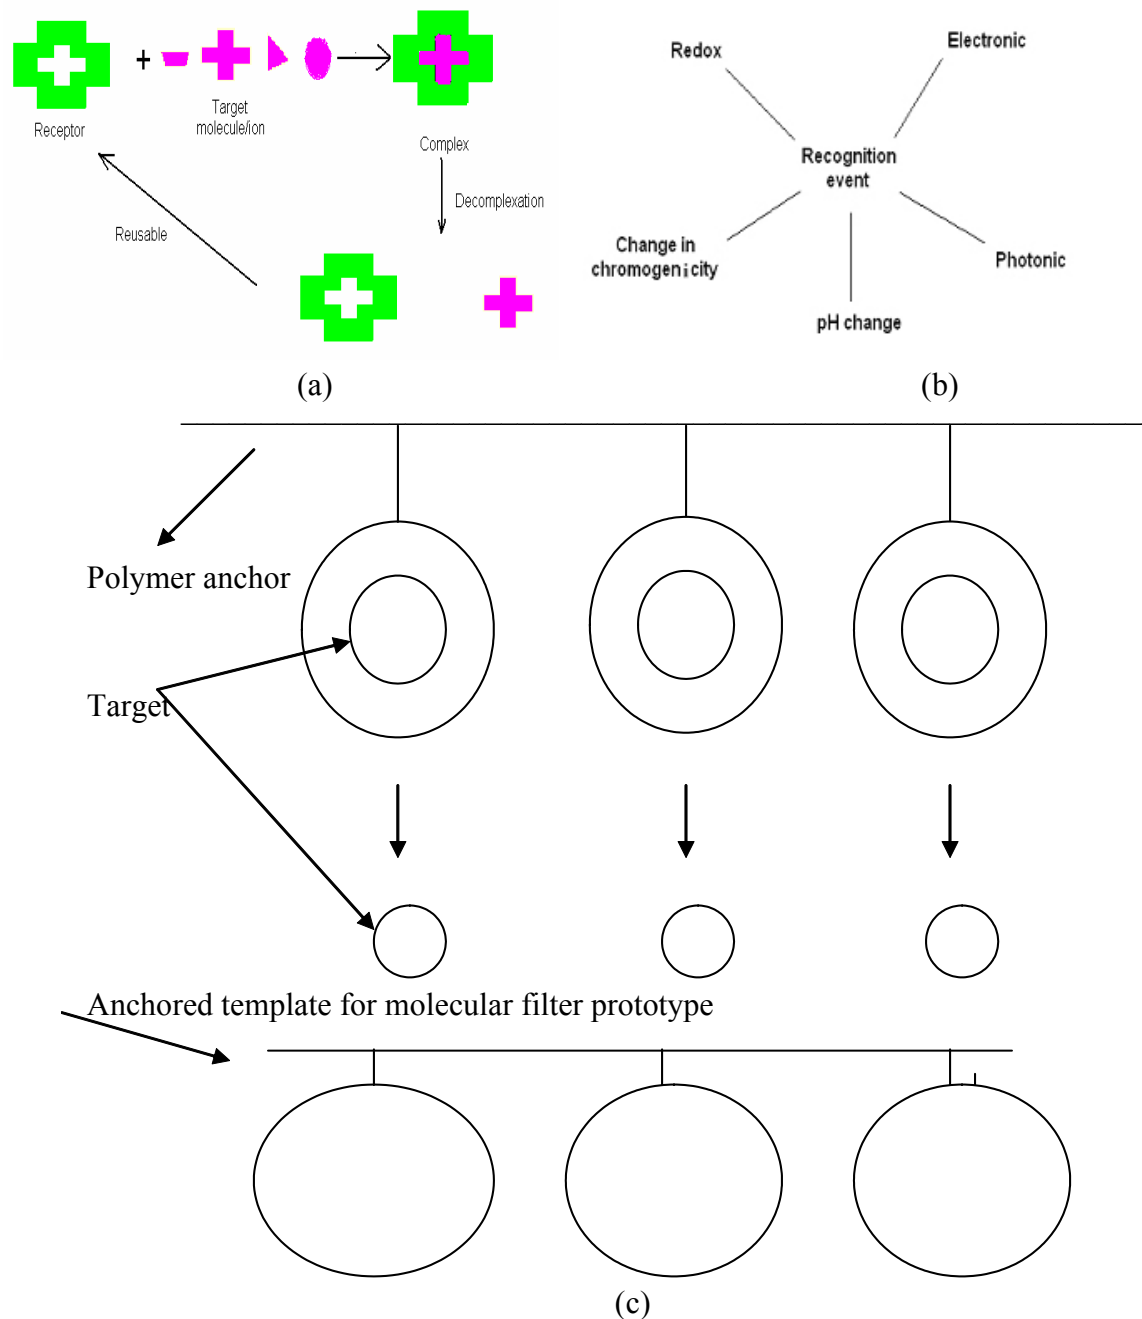 Receptor
+
Target
molecule/ion
Complex
Decomplexation
Reusable
(a)
Redox
Electronic
Recognition
event
Change in
chromogenicity
pH change
Photonic
(b)
Polymer anchor
Target
Anchored template for molecular filter prototype
(c)